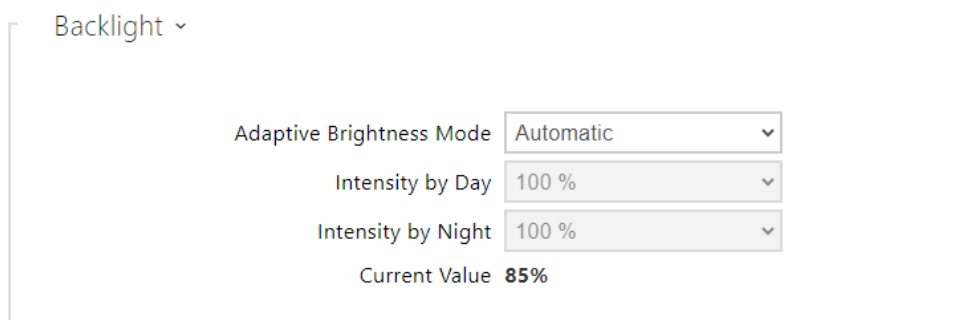 Backlight
Adaptive Brightness Mode Automatic
Intensity by Day 100 %
Intensity by Night 100 %
Current Value 85%